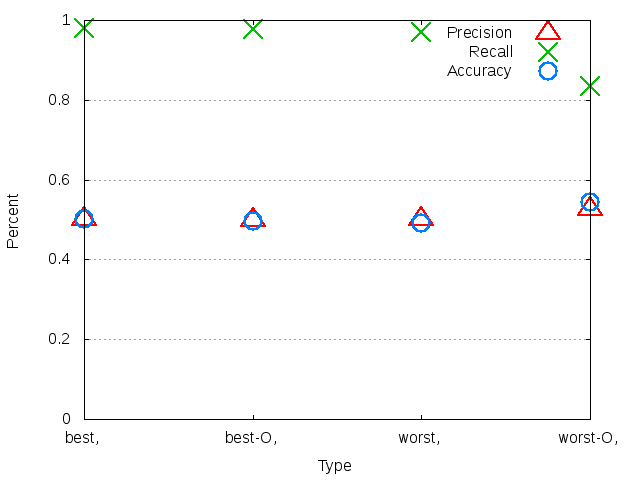 1
0.8
0.6
0.4
0.2
0
Percent
Precision
Recall
Accuracy
best,
best-O,
worst,
worst-O,
Type